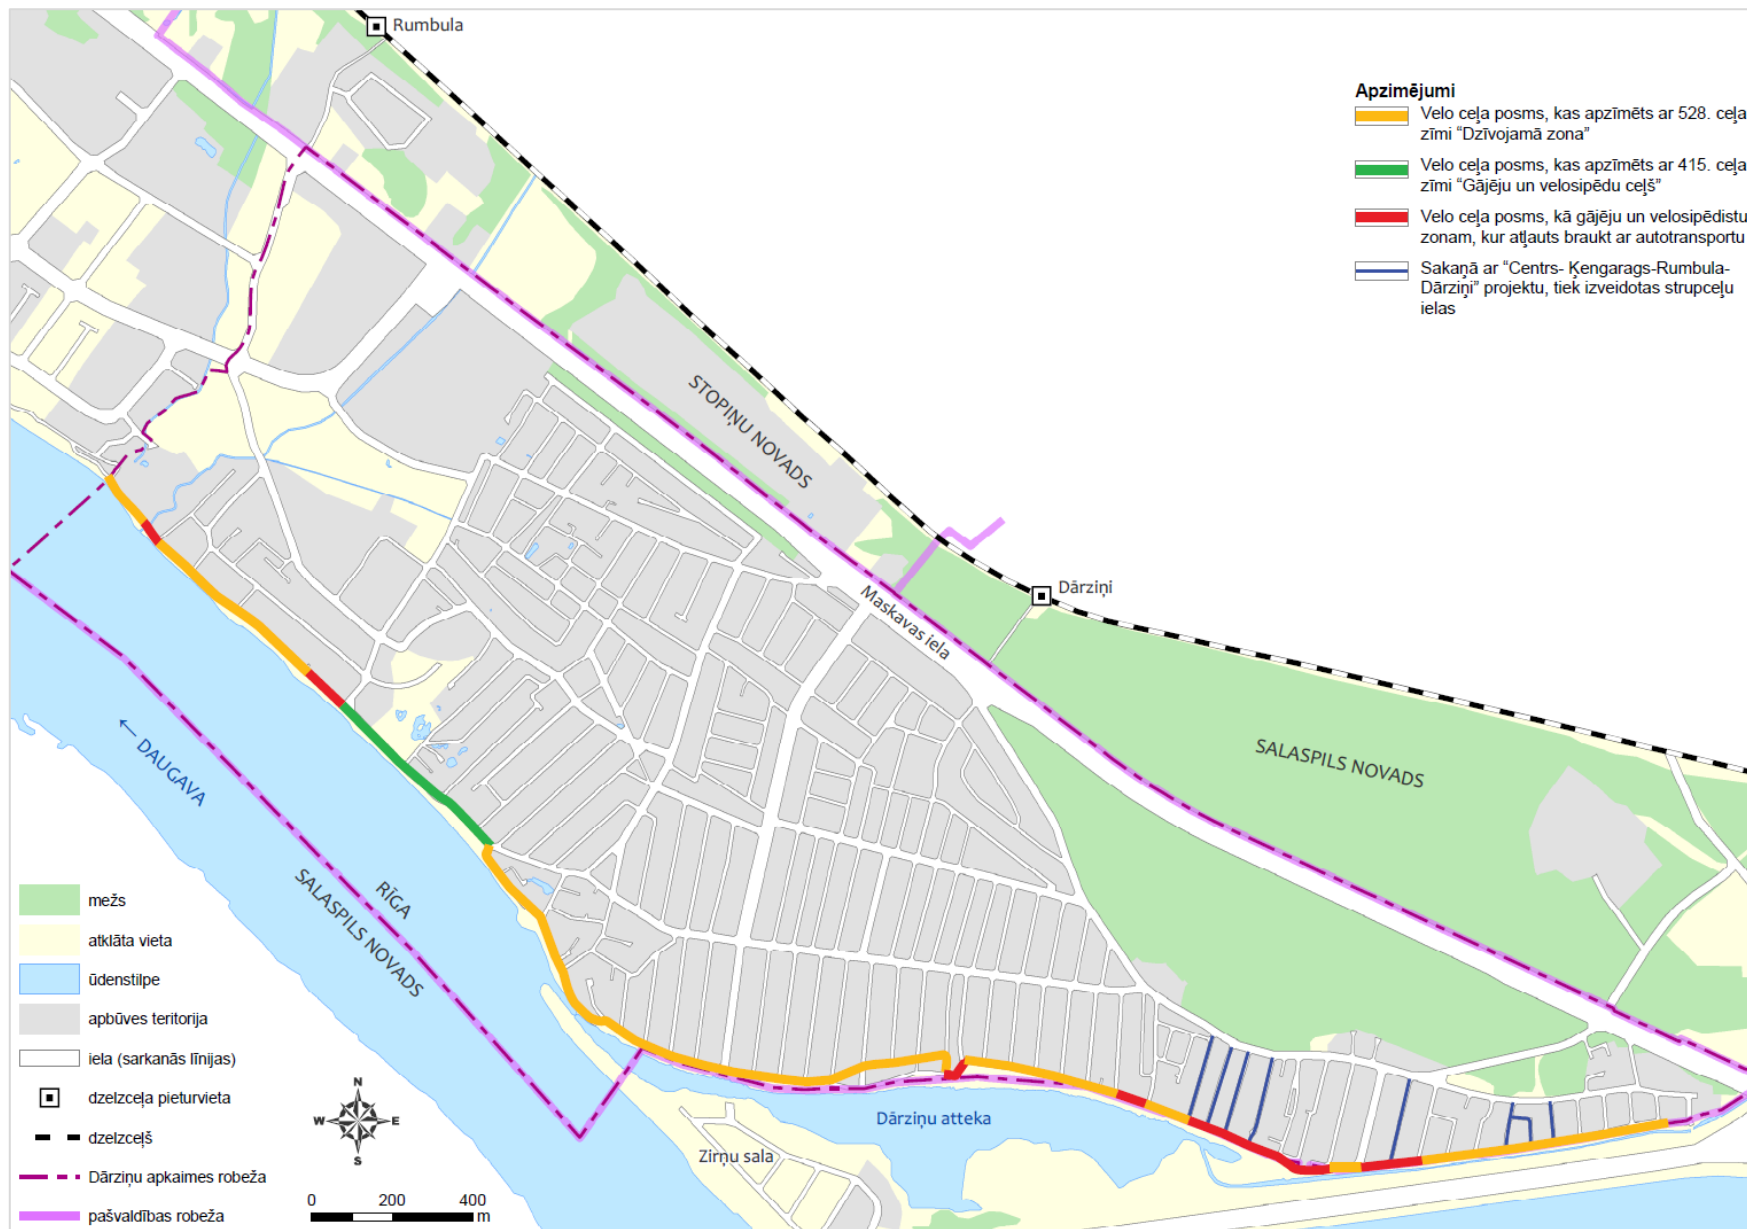 Rumbula
Apzimējumi
Velo ceļa posms, kas apzīmēts ar 528. ceļa
zīmi “Dzīvojamā zona”
Velo ceļa posms, kas apzīmēts ar 415. ceļa
zīmi “Gājēju un velosipēdu ceļš”
Velo ceļa posms, kā gājēju un velosipēdistu
zonam, kur atļauts braukt ar autotransportu
Sakaņā ar “Centrs- Ķengarags-Rumbula-
Dārziņi” projektu, tiek izveidotas strupceļu
ielas
STOPIŅU NOVADS
Dārziņi
Maskavas iela
SALASPILS NOVADS
← DAUGAVA
RĪGA
SALASPILS NOVADS
mežs
atklāta vieta
ūdenstilpe
apbūves teritorija
iela (sarkanās līnijas)
dzelzceļa pieturvieta
dzelzceļš
Dārziņu apkaimes robeža
pašvaldības robeža
N
W E
S
0 200 400
m
Dārziņu atteka
Zirņu sala